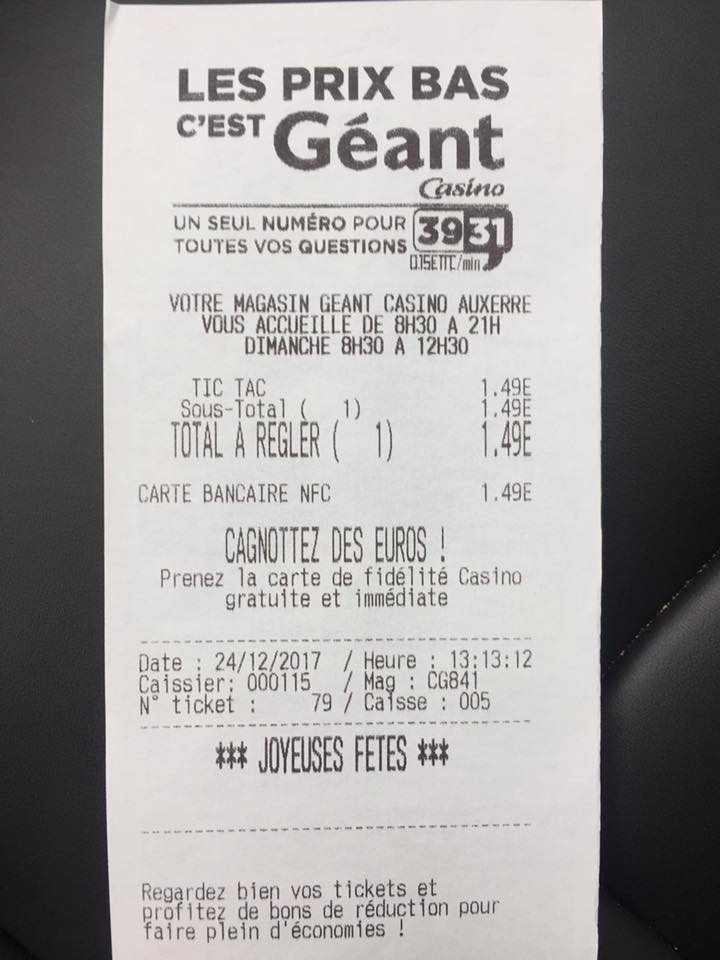 LES PRIX BAS
C'EST Géant
Casino
UN SEUL NUMÉRO POUR
TOUTES VOS QUESTIONS 3931
0.15ETTC/min
VOTRE MAGASIN GEANT CASINO AUXERRE
VOUS ACCUEILLE DE 8H30 A 21H
DIMANCHE 8H30 A 12H30
TIC TAC 1.49E
Sous-Total ( 1) 1.49E
TOTAL A REGLER ( 1) 1.49E
CARTE BANCAIRE NFC 1.49E
CAGNOTTEZ DES EUROS !
Prenez la carte de fidélité Casino
gratuite et immédiate
Date : 24/12/2017 / Heure : 13:13:12
Caissier: 000115 / Mag : CG841
N° ticket : 79 / Caisse : 005
*** JOYEUSES FETES ***
Regardez bien vos tickets et
profitez de bons de réduction pour
faire plein d'économies !